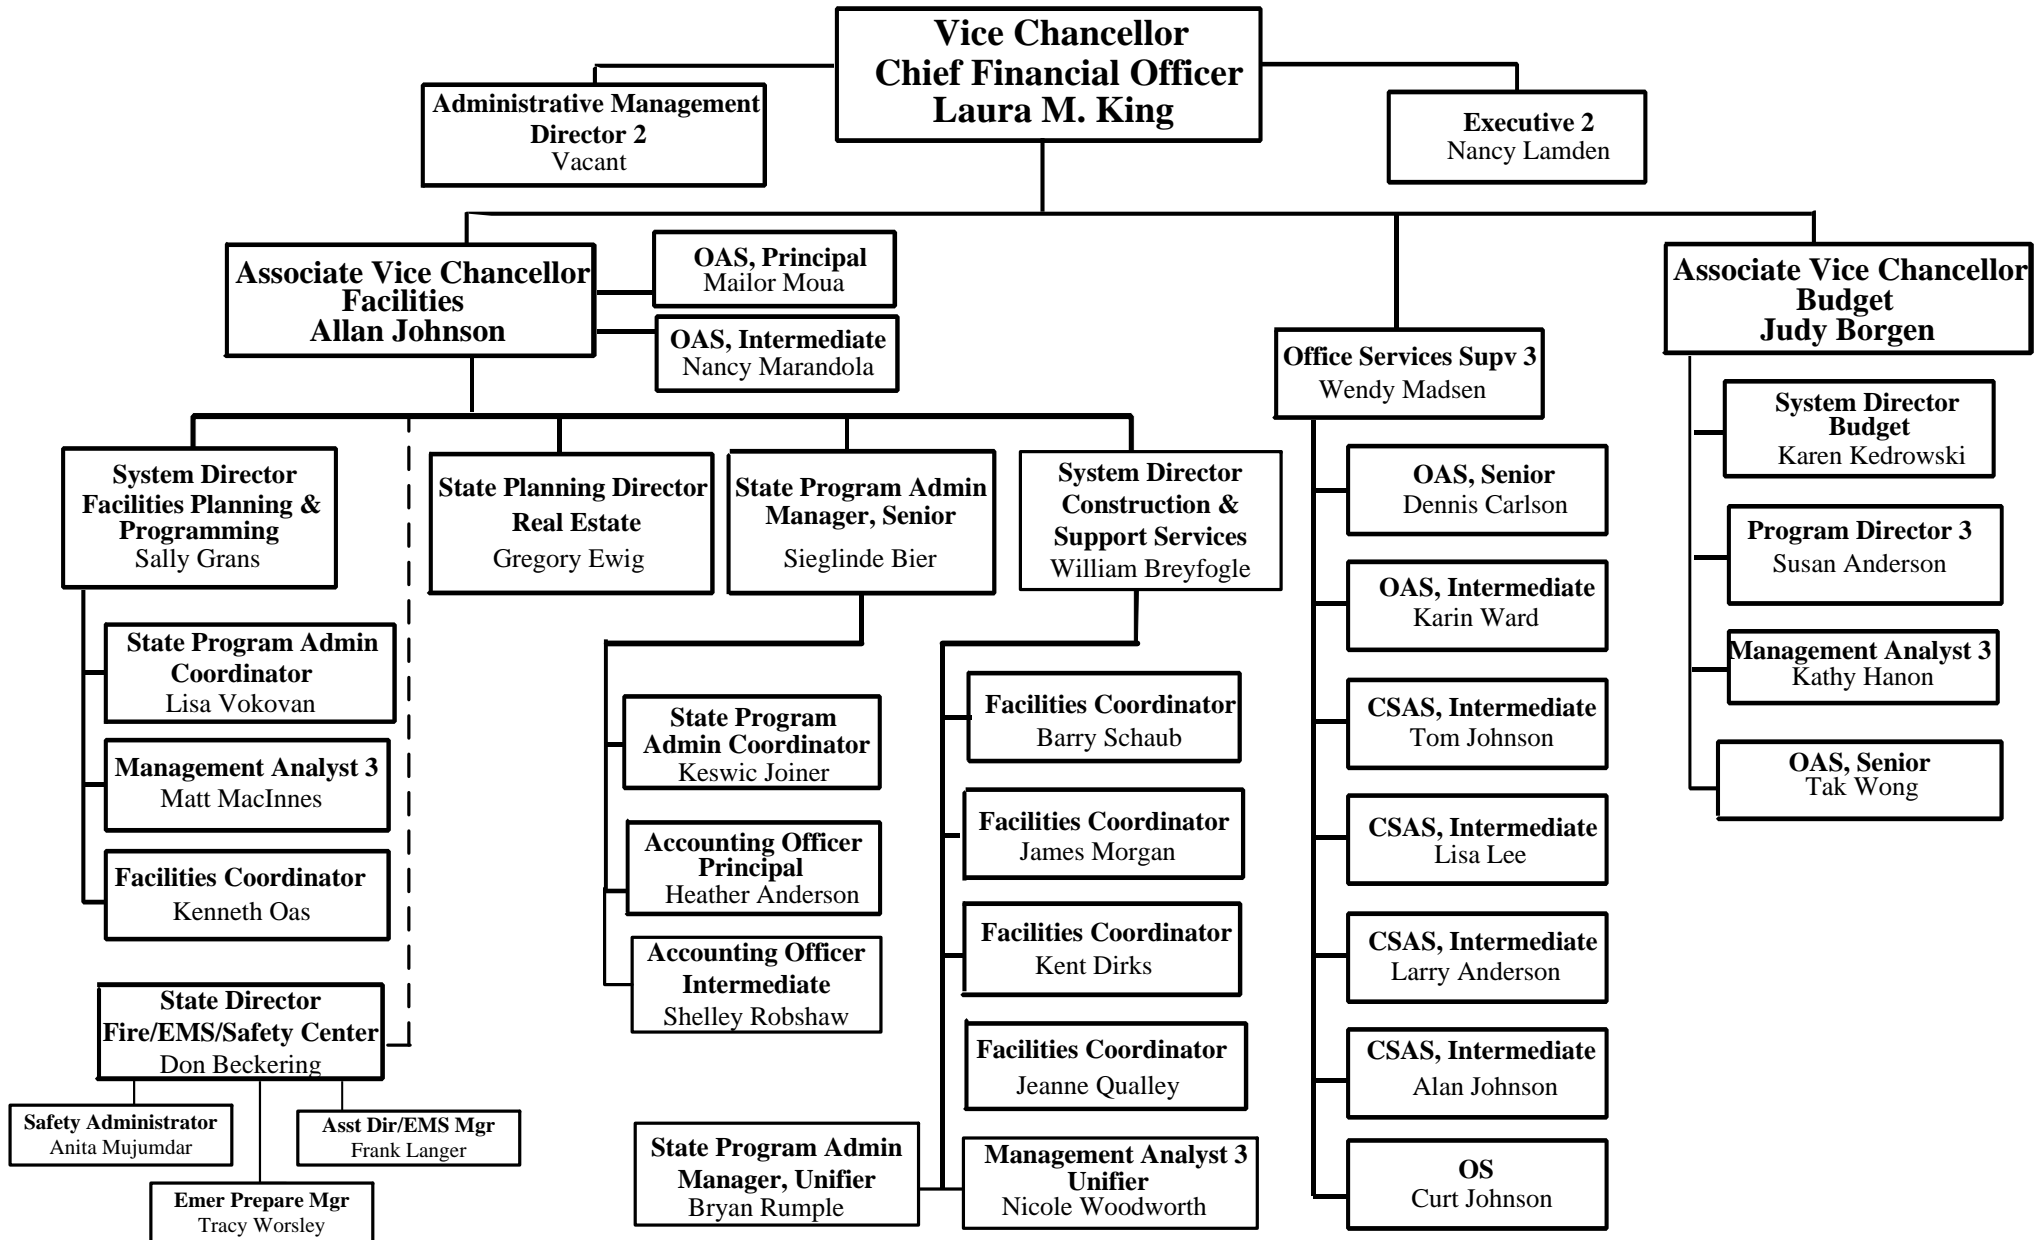 Vice Chancellor
Chief Financial Officer
Laura M. King
Administrative Management
Director 2
Vacant
Executive 2
Nancy Lamden
Associate Vice Chancellor
Facilities
Allan Johnson
OAS, Principal
Mailor Moua
OAS, Intermediate
Nancy Marandola
Office Services Supv 3
Wendy Madsen
Associate Vice Chancellor
Budget
Judy Borgen
System Director
Facilities Planning &
Programming
Sally Grans
State Planning Director
Real Estate
Gregory Ewig
State Program Admin
Manager, Senior
Sieglinde Bier
System Director
Construction &
Support Services
William Breyfogle
State Program Admin
Coordinator
Lisa Vokovan
Management Analyst 3
Matt MacInnes
Facilities Coordinator
Kenneth Oas
State Director
Fire/EMS/Safety Center
Don Beckering
Safety Administrator
Anita Mujumdar
Emer Prepare Mgr
Tracy Worsley
Asst Dir/EMS Mgr
Frank Langer
State Program
Admin Coordinator
Keswic Joiner
Accounting Officer
Principal
Heather Anderson
Accounting Officer
Intermediate
Shelley Robshaw
Facilities Coordinator
Barry Schaub
Facilities Coordinator
James Morgan
Facilities Coordinator
Kent Dirks
Facilities Coordinator
Jeanne Qualley
State Program Admin
Manager, Unifier
Bryan Rumple
Management Analyst 3
Unifier
Nicole Woodworth
OAS, Senior
Dennis Carlson
OAS, Intermediate
Karin Ward
CSAS, Intermediate
Tom Johnson
CSAS, Intermediate
Lisa Lee
CSAS, Intermediate
Larry Anderson
CSAS, Intermediate
Alan Johnson
OS
Curt Johnson
System Director
Budget
Karen Kedrowski
Program Director 3
Susan Anderson
Management Analyst 3
Kathy Hanon
OAS, Senior
Tak Wong